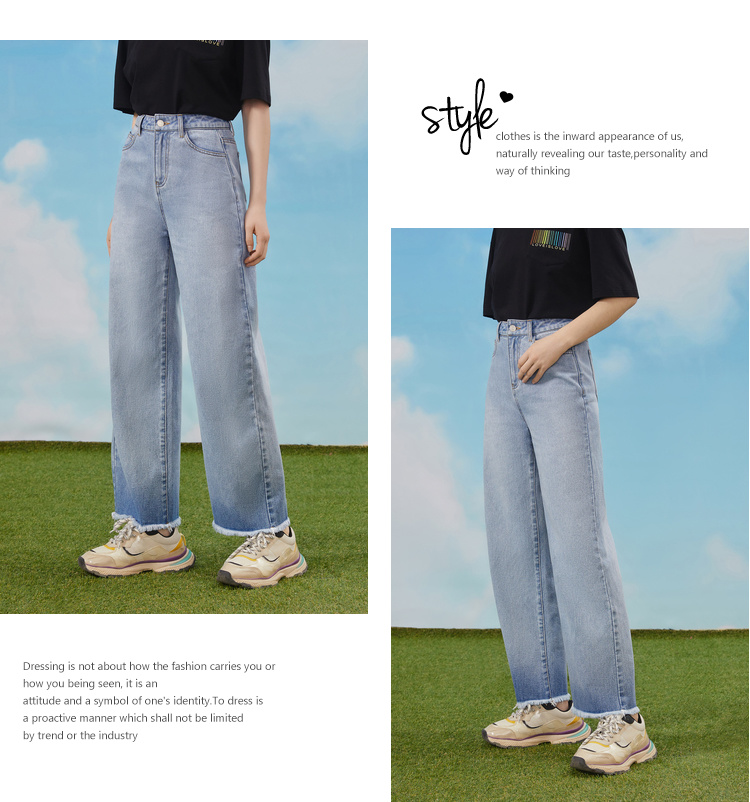 style
clothes is the inward appearance of us,
naturally revealing our taste,personality and
way of thinking
LOVEISLOVE
Dressing is not about how the fashion carries you or
how you being seen, it is an
attitude and a symbol of one's identity.To dress is
a proactive manner which shall not be limited
by trend or the industry